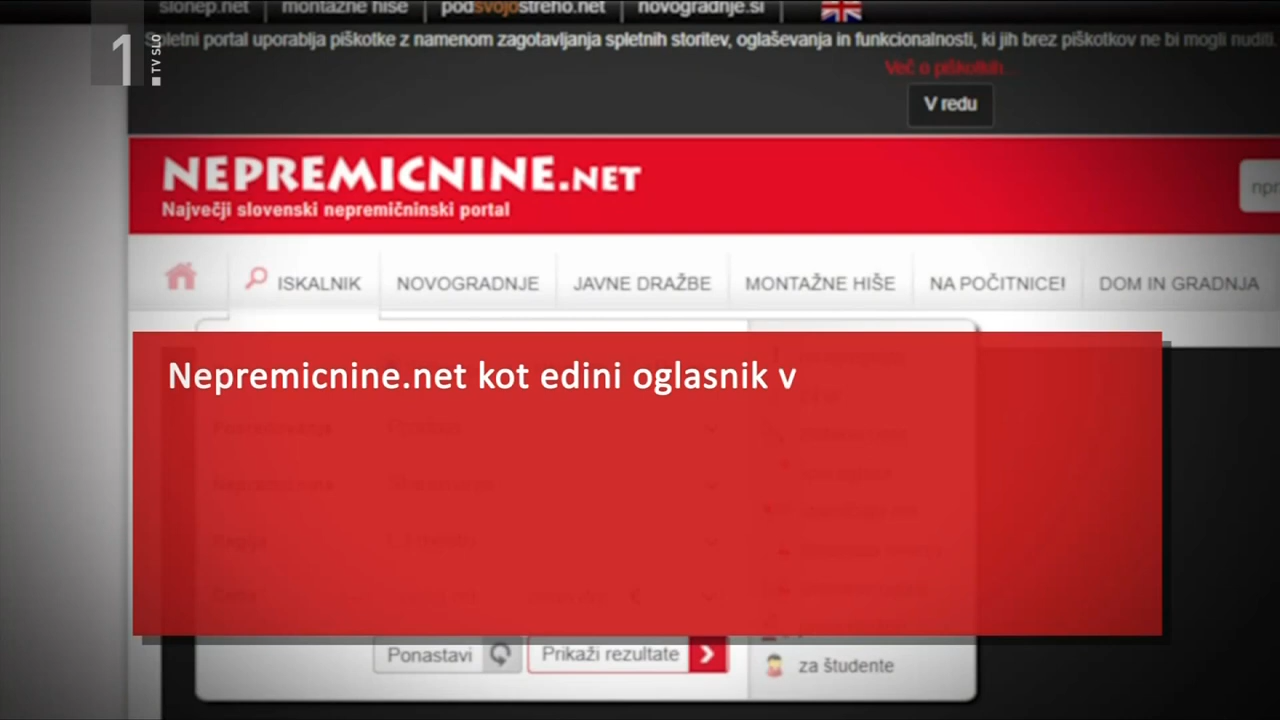 slonep.net montažne hiše podsvojostreho.net novogradnje.si
1 TV SLO
Spletni portal uporablja piškotke z namenom zagotavljanja spletnih storitev, oglaševanja in funkcionalnosti, ki jih brez piškotkov ne bi mogli nuditi.
Več o piškotkih...
V redu
NEPREMICNINE.NET
Največji slovenski nepremičninski portal
ISKALNIK NOVOGRADNJE JAVNE DRAŽBE MONTAŽNE HIŠE NA POČITNICE! DOM IN GRADNJA
Nepremicnine.net kot edini oglasnik v
Ponastavi Prikaži rezultate za študente